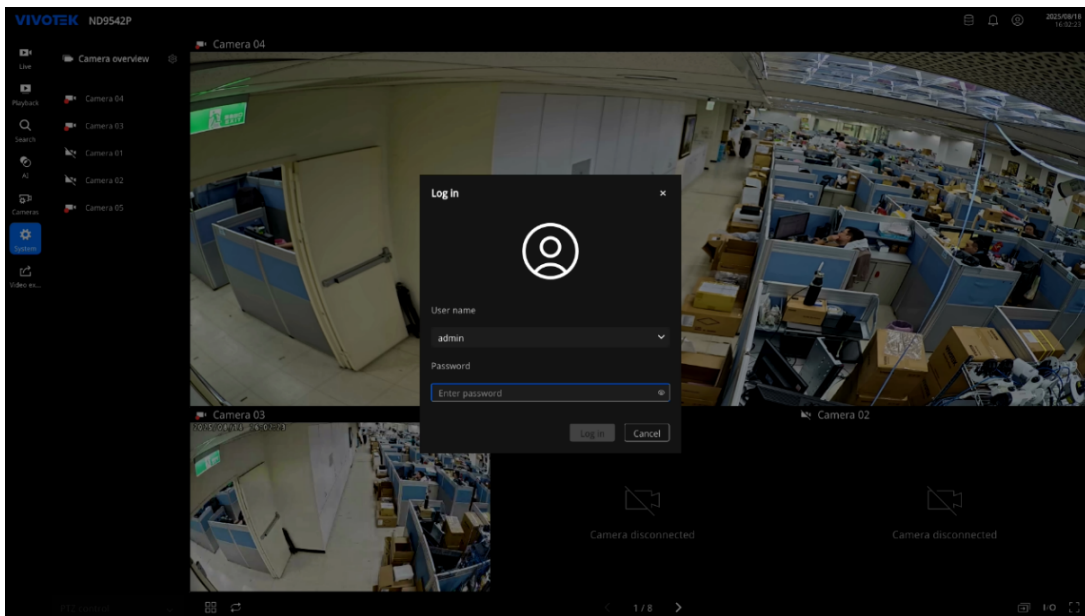 VIVOTEK ND9542P
2025/08/18
16:02:23
Live
Playback
Search
AI
Cameras
System
Video ex...
Camera overview
Camera 04
Camera 03
Camera 01
Camera 02
Camera 05
Camera 04
Log in
User name
admin
Password
Enter password
Log in
Cancel
Camera 03
Camera 02
Camera disconnected
Camera disconnected
PTZ control
1 / 8
I/O